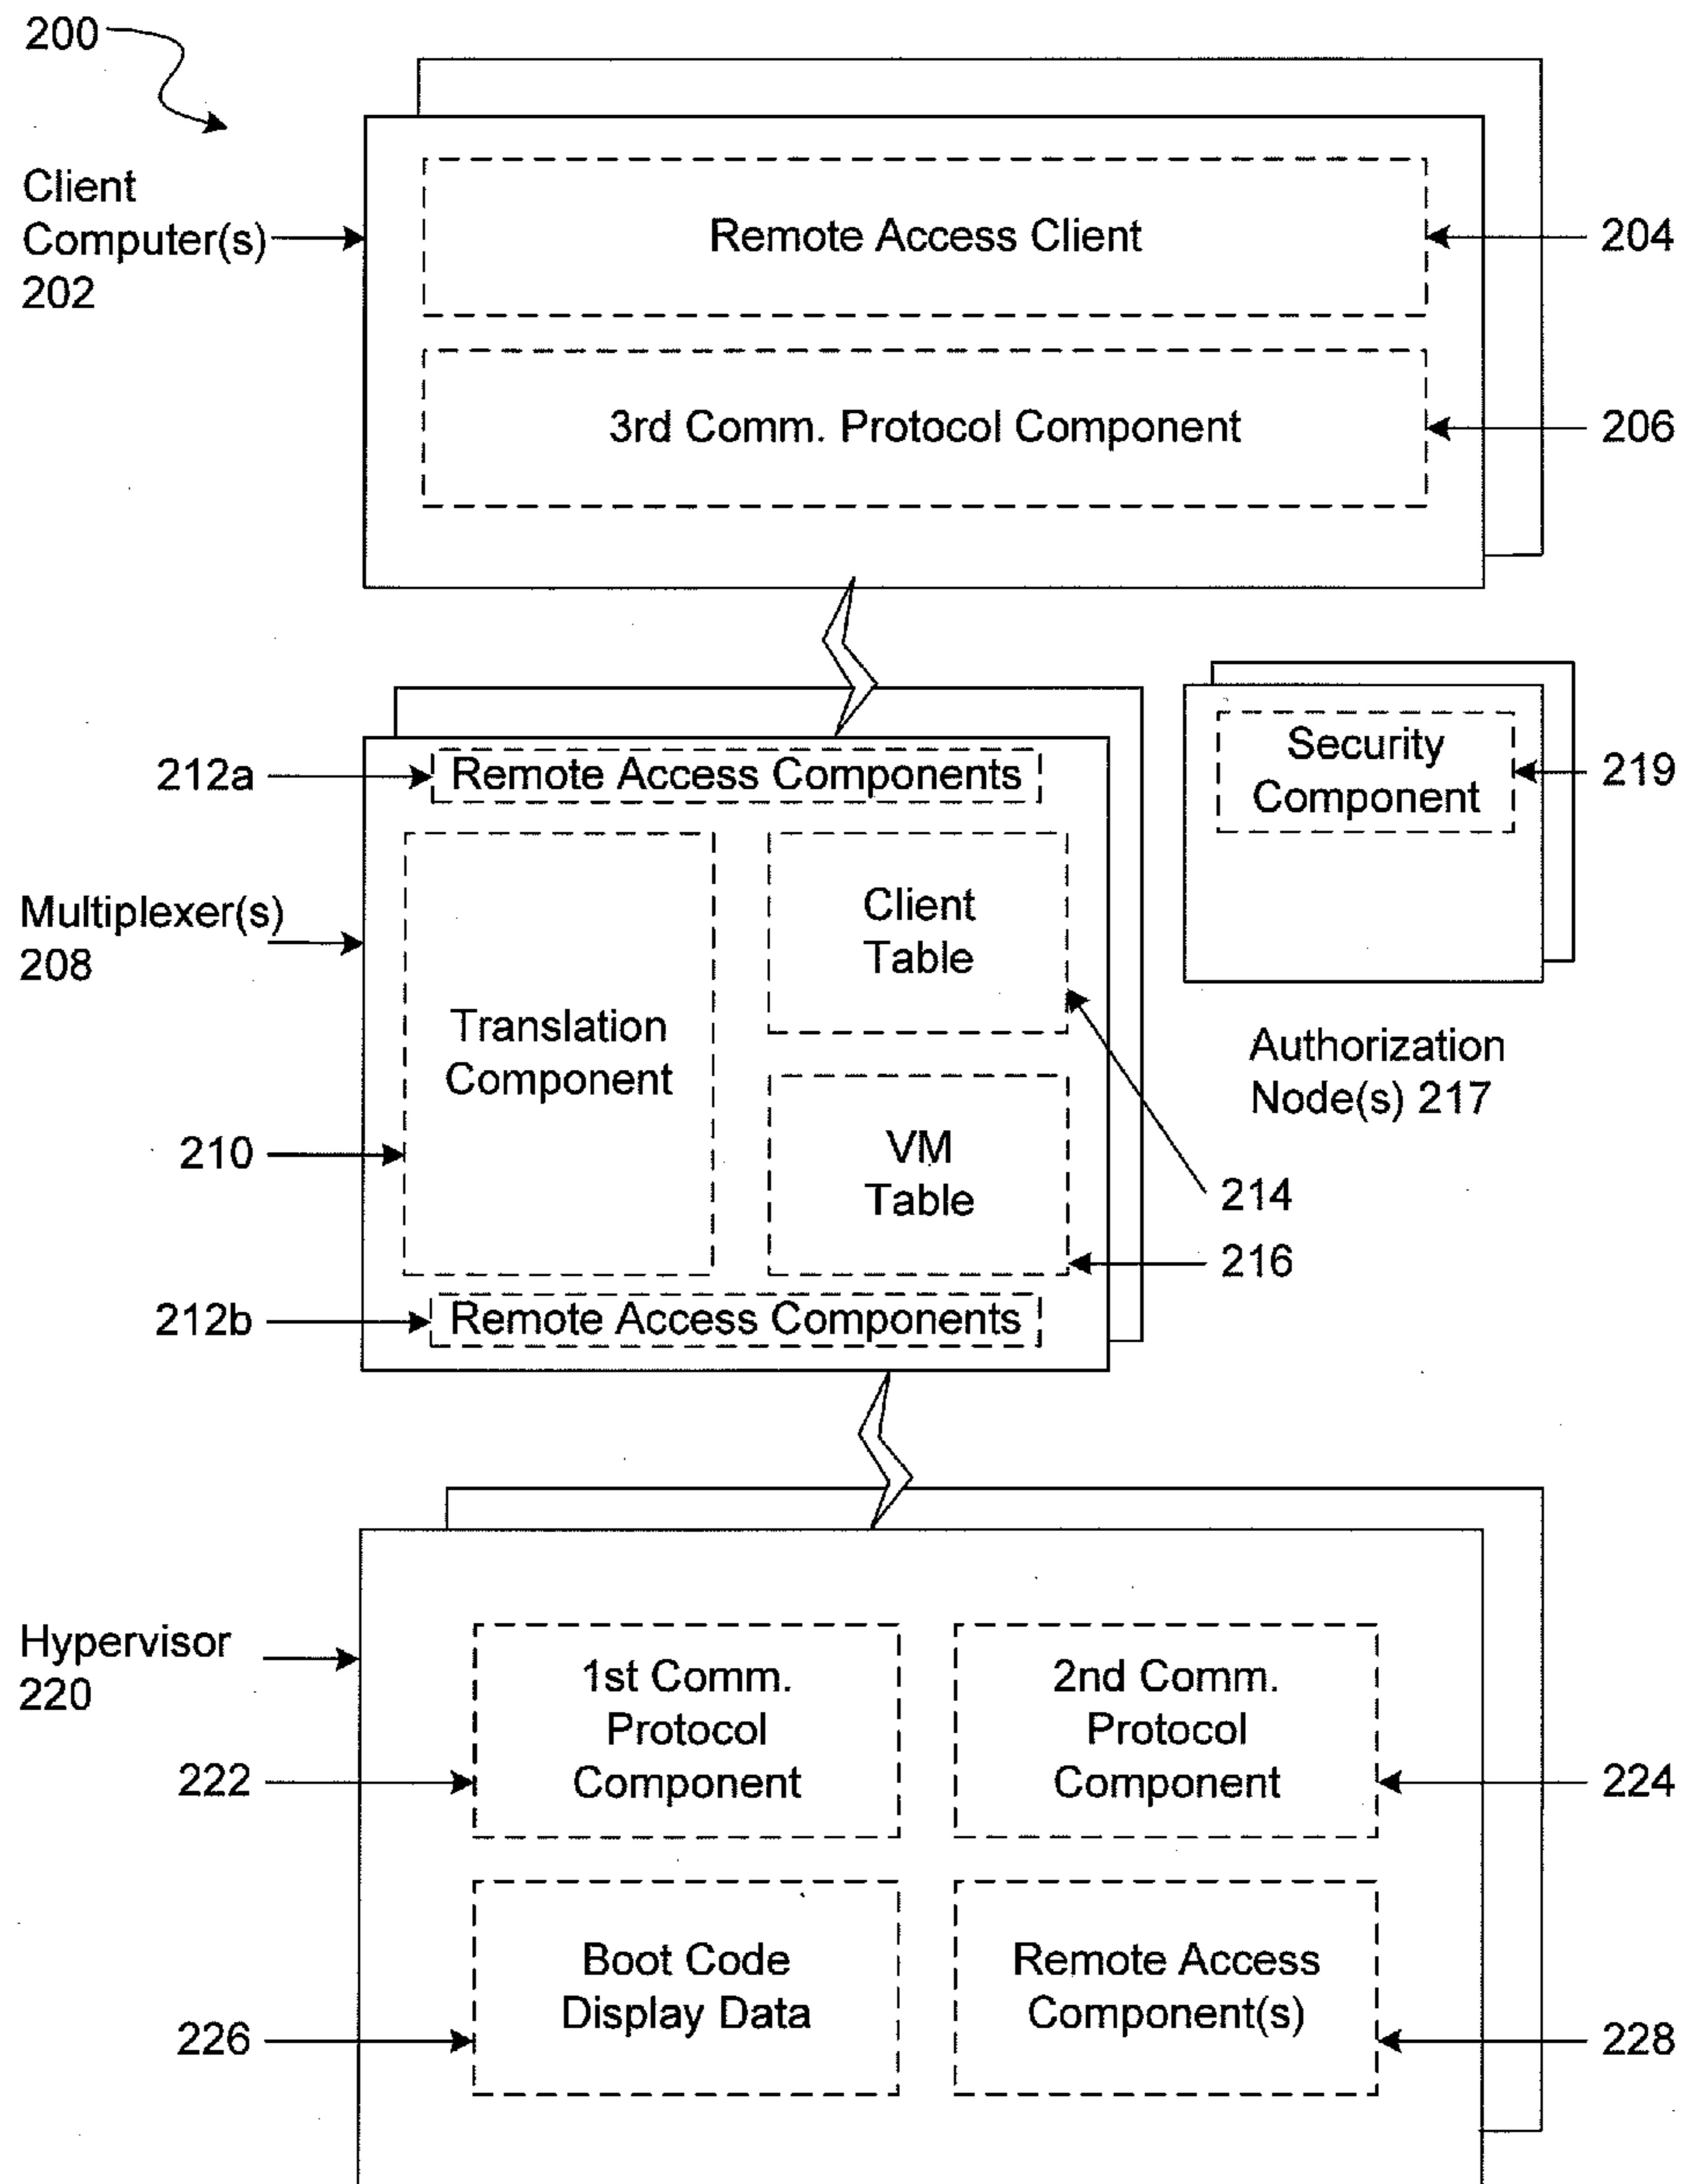 200
Client
Computer(s)
202
Remote Access Client
204
3rd Comm. Protocol Component
206
212a
Remote Access Components
Security
Component
219
Multiplexer(s)
208
Translation
Component
Client
Table
Authorization
Node(s) 217
210
VM
Table
214
216
212b
Remote Access Components
Hypervisor
220
1st Comm.
Protocol
Component
2nd Comm.
Protocol
Component
222
224
Boot Code
Display Data
Remote Access
Component(s)
226
228